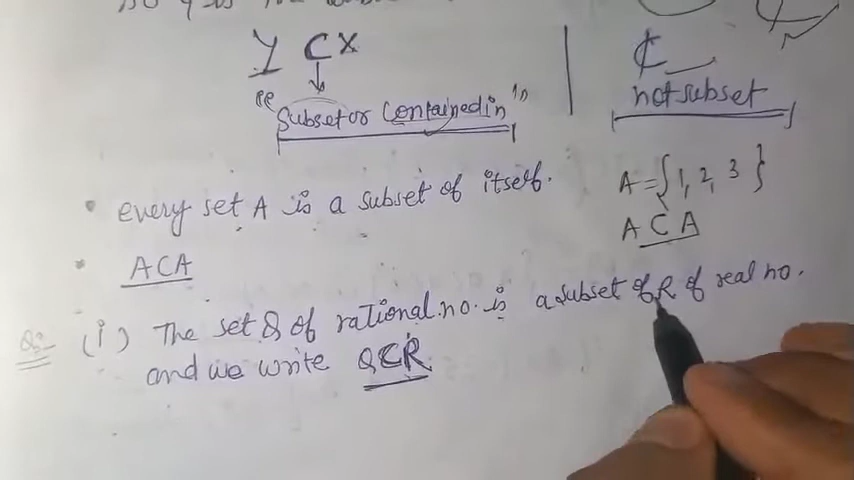 Y ⊂ X
Subset or Contained in
⊄
not subset
• every set A is a subset of itself.
A = {1, 2, 3}
A ⊂ A
• A ⊂ A
(i) The set Q of rational no. is a subset of R of real no.
and we write Q ⊂ R